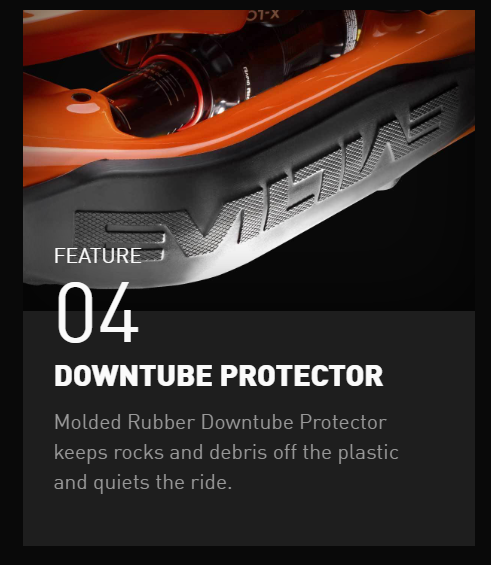 EVIL
FEATURE
04
DOWNTUBE PROTECTOR
Molded Rubber Downtube Protector
keeps rocks and debris off the plastic
and quiets the ride.